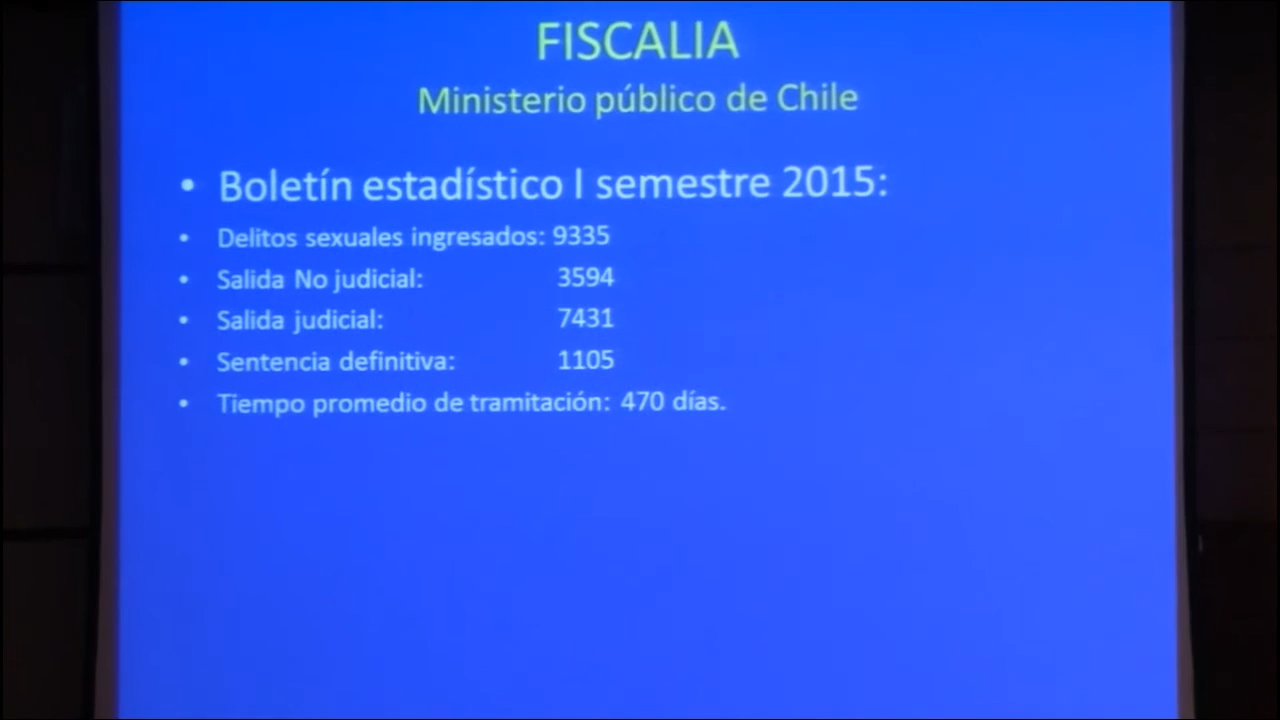 FISCALIA
Ministerio público de Chile
• Boletín estadístico I semestre 2015:
• Delitos sexuales ingresados: 9335
• Salida No judicial: 3594
• Salida judicial: 7431
• Sentencia definitiva: 1105
• Tiempo promedio de tramitación: 470 días.